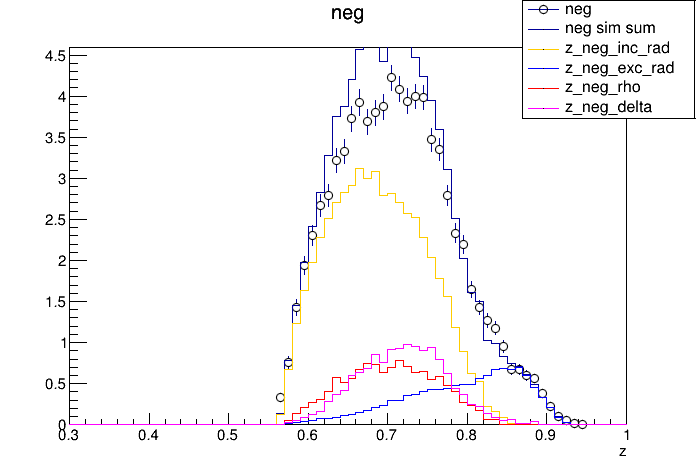 neg
neg
neg sim sum
z_neg_inc_rad
z_neg_exc_rad
z_neg_rho
z_neg_delta
4.5
4
3.5
3
2.5
2
1.5
1
0.5
0
0.3 0.4 0.5 0.6 0.7 0.8 0.9 1
z